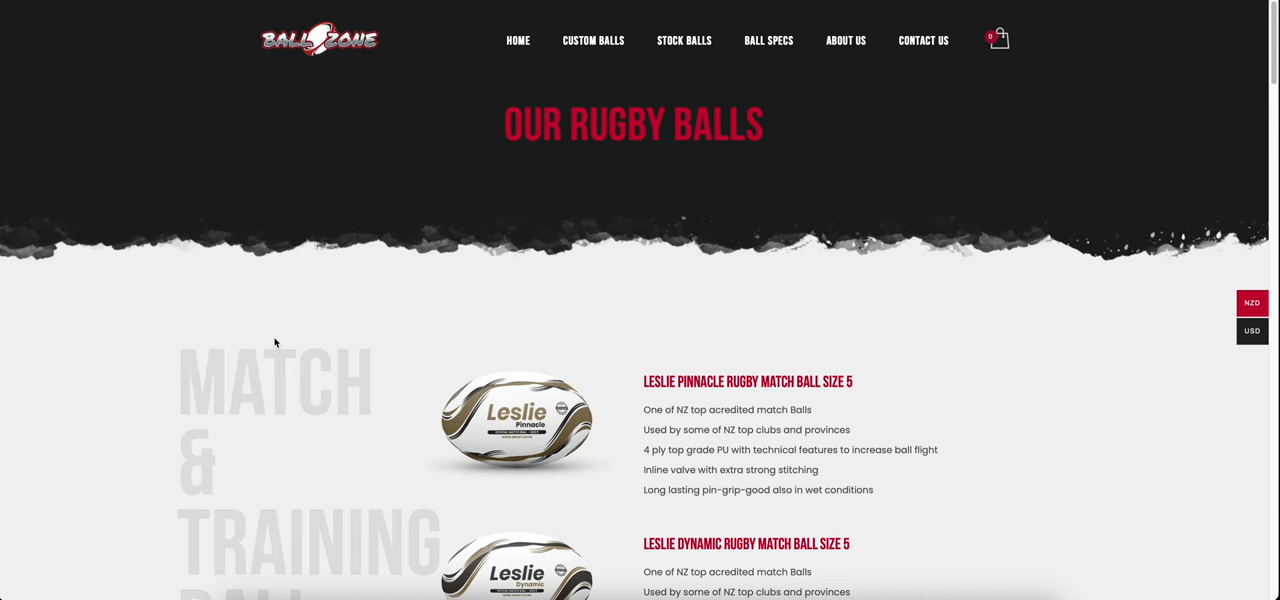 BALL ZONE
HOME
CUSTOM BALLS
STOCK BALLS
BALL SPECS
ABOUT US
CONTACT US
0
OUR RUGBY BALLS
NZD
USD
MATCH
&
TRAINING
BALL
Leslie
Pinnacle
LESLIE PINNACLE RUGBY MATCH BALL SIZE 5
One of NZ top acredited match Balls
Used by some of NZ top clubs and provinces
4 ply top grade PU with technical features to increase ball flight
Inline valve with extra strong stitching
Long lasting pin-grip-good also in wet conditions
Leslie
Dynamic
LESLIE DYNAMIC RUGBY MATCH BALL SIZE 5
One of NZ top acredited match Balls
Used by some of NZ top clubs and provinces